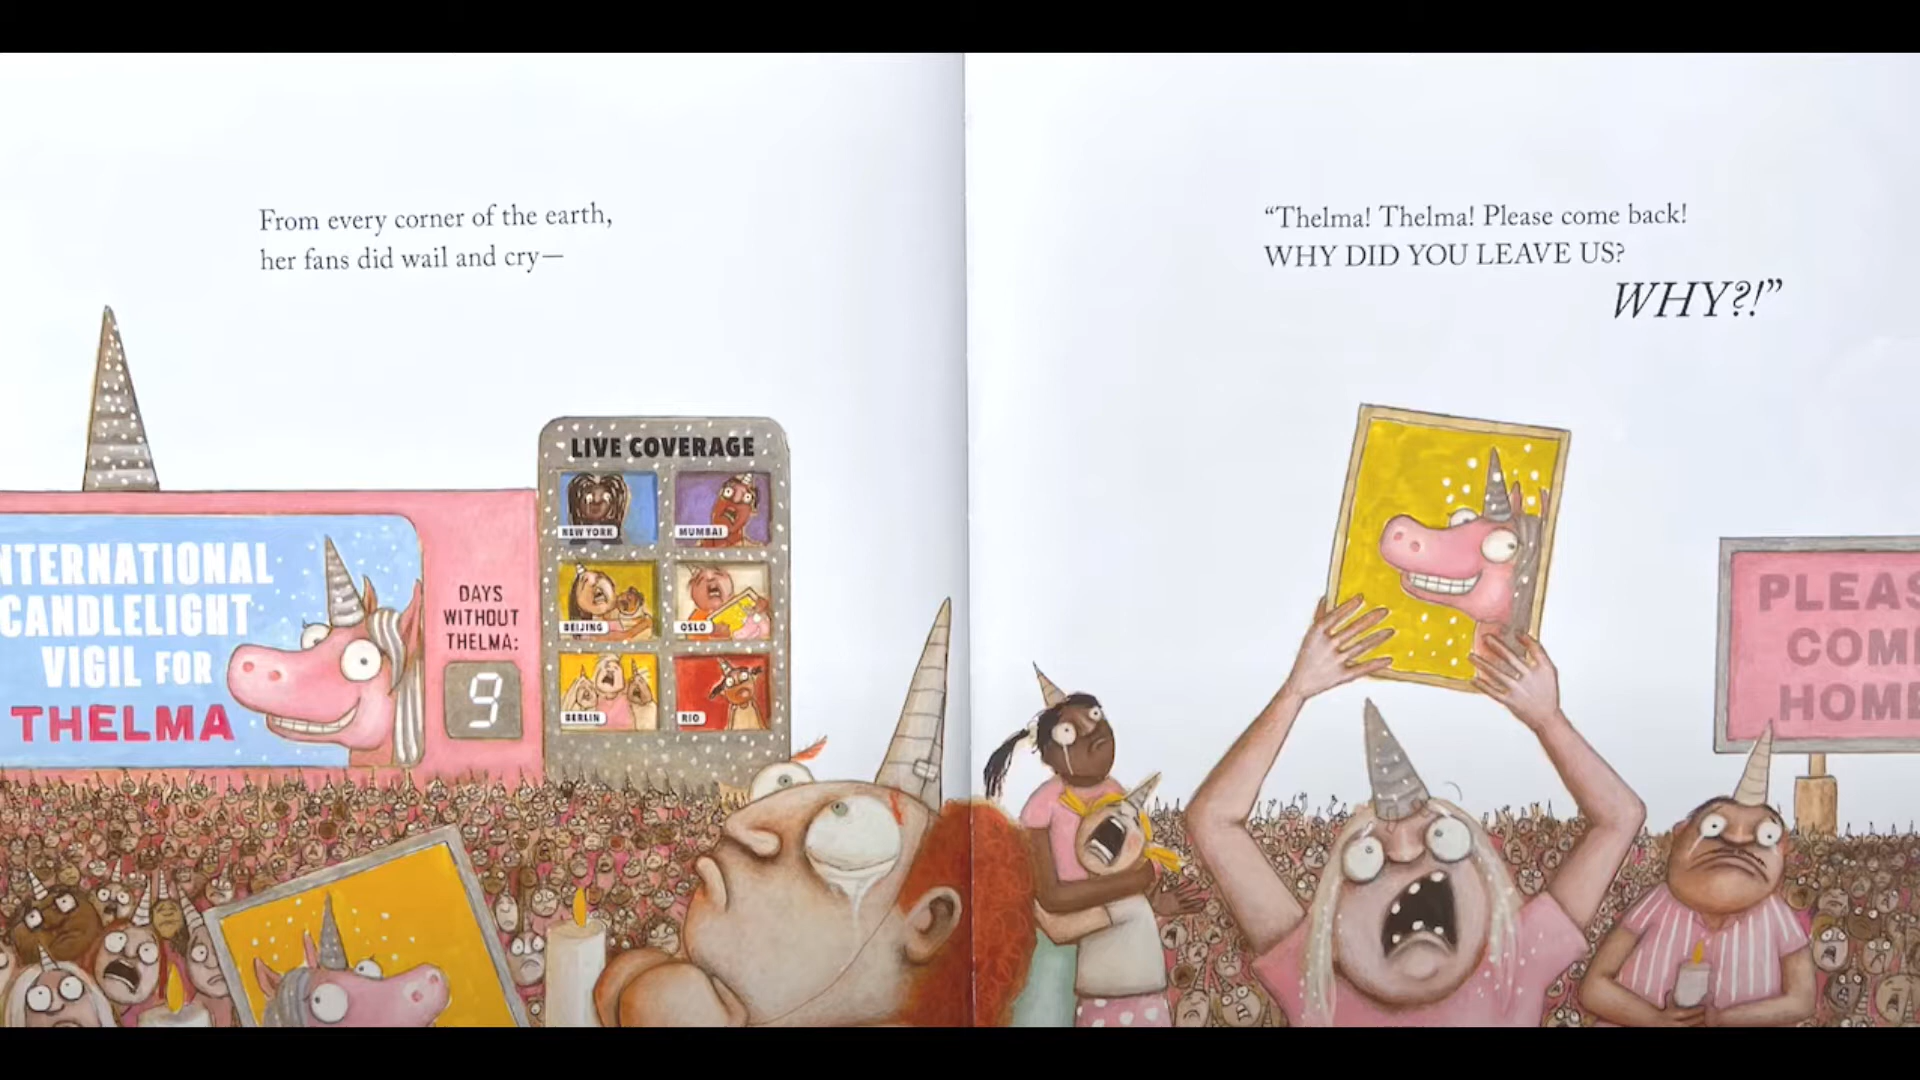 From every corner of the earth,
her fans did wail and cry—
LIVE COVERAGE
NEW YORK
MUMBAI
BEIJING
OSLO
BERLIN
RIO
NTERNATIONAL
CANDLELIGHT
VIGIL FOR
THELMA
DAYS
WITHOUT
THELMA:
9
“Thelma! Thelma! Please come back!
WHY DID YOU LEAVE US?
WHY?!”
PLEAS
COM
HOME